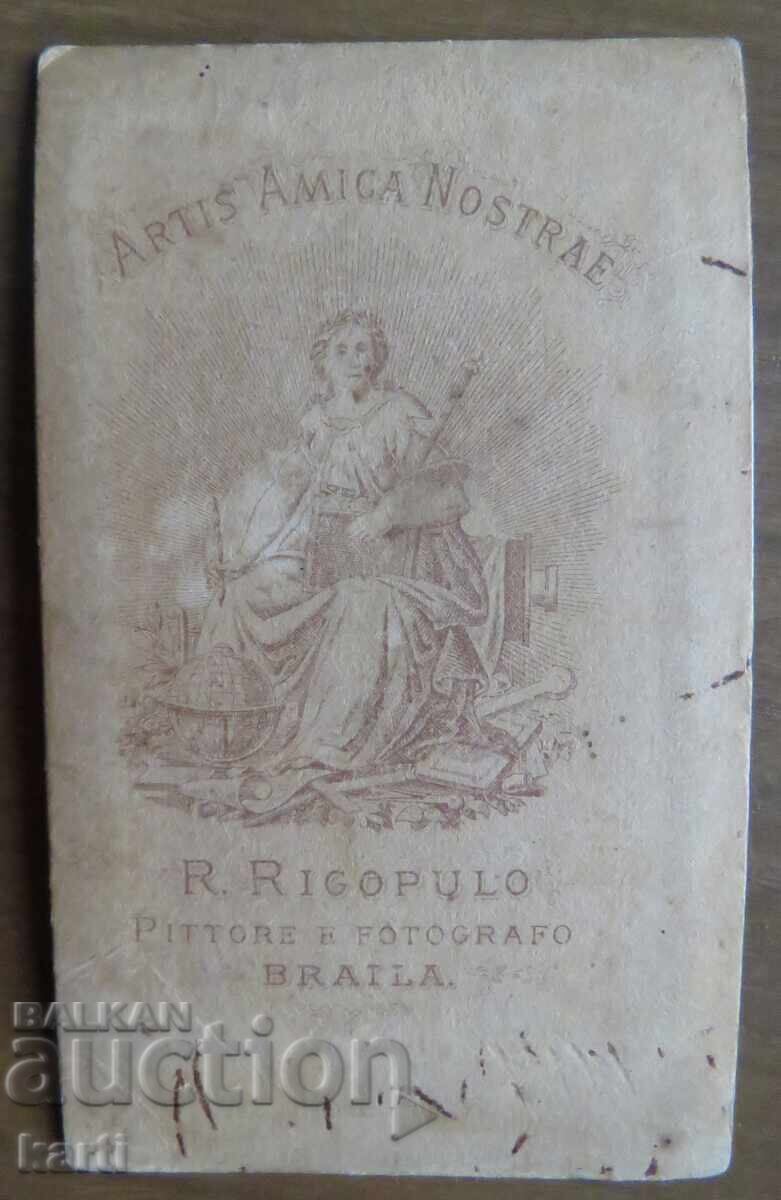 ARTIS AMICA NOSTRAE
R. RIGOPULO
PITTORE E FOTOGRAFO
BRAILA.
BALKAN
auction
karti